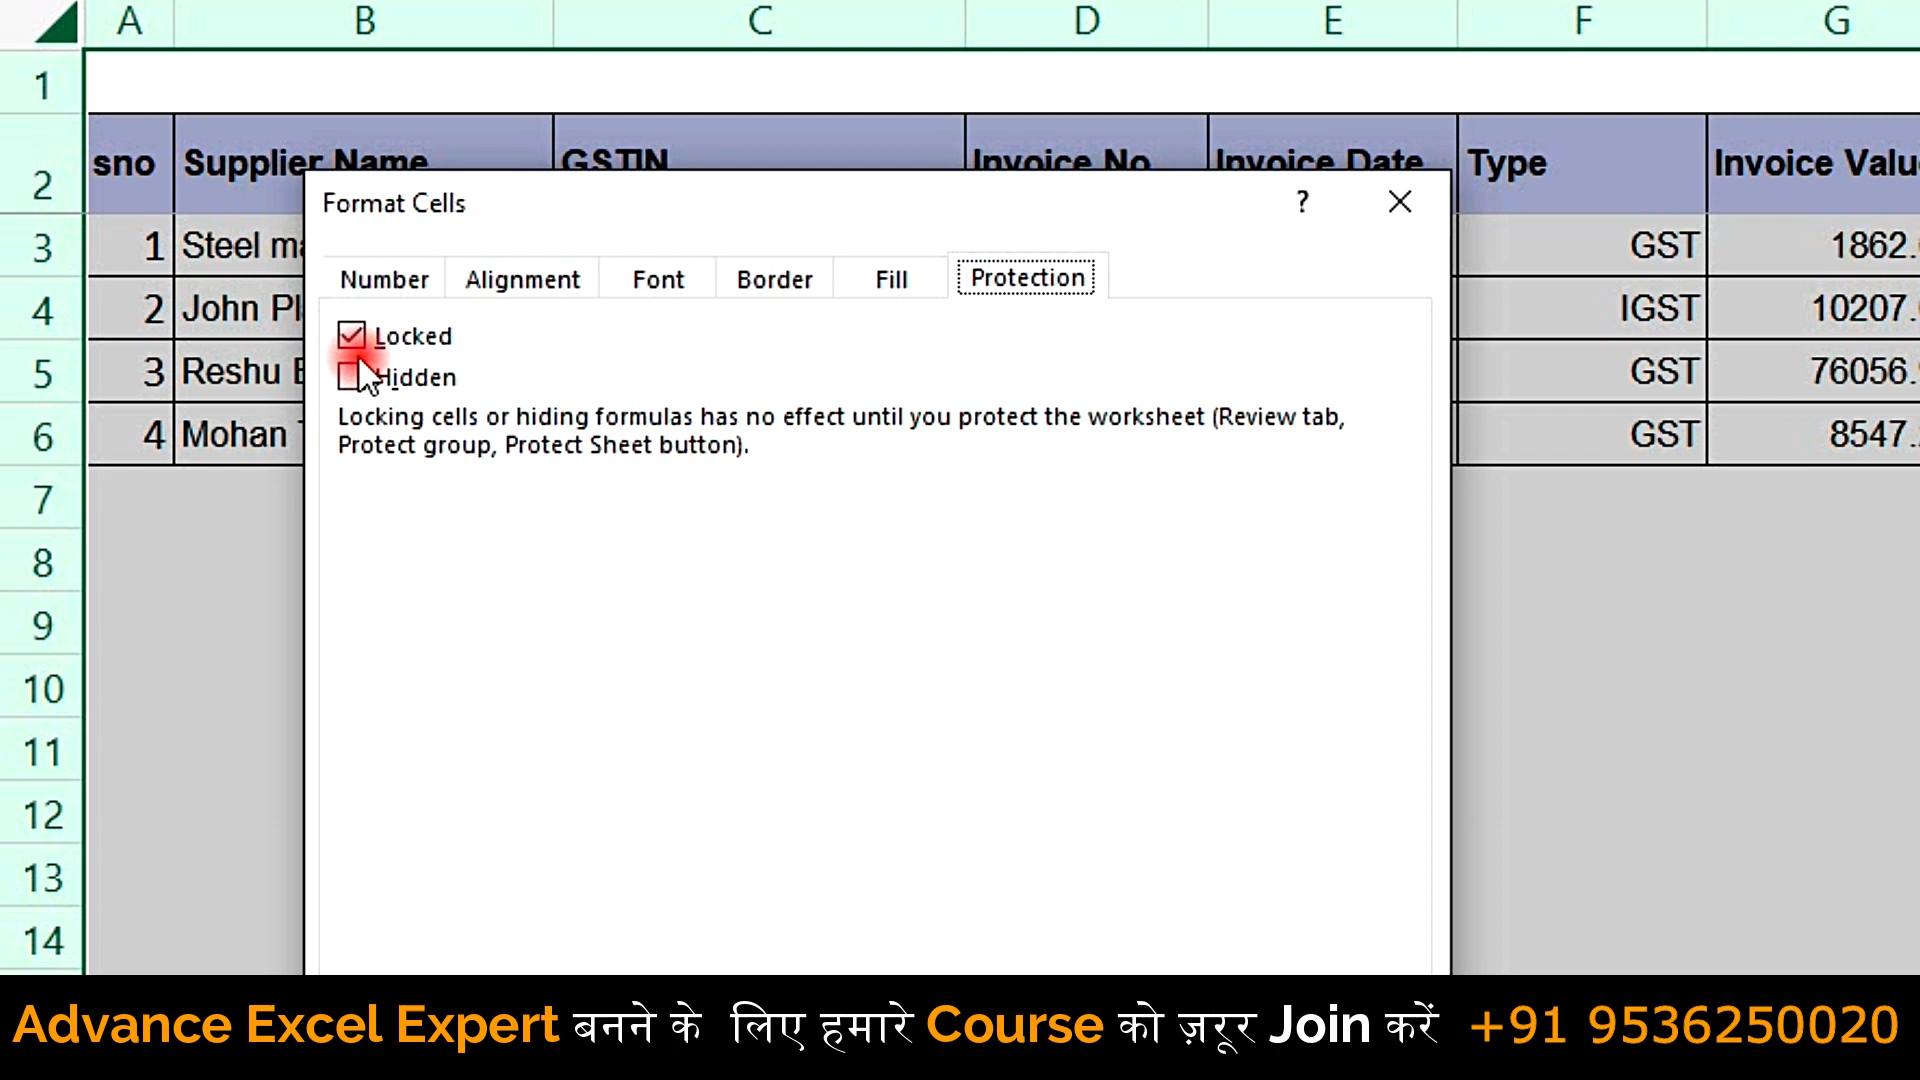 A B C D E F G
1
2 sno Supplier Name GSTIN Invoice No Invoice Date Type Invoice
Format Cells ? ×
3 1 Steel GST 1862.
4 2 John IGST 10207.
5 3 Reshu GST 76056.
6 4 Mohan GST 8547.
Number Alignment Font Border Fill Protection
Locked
Hidden
Locking cells or hiding formulas has no effect until you protect the worksheet (Review tab,
Protect group, Protect Sheet button).
7
8
9
10
11
12
13
14
Advance Excel Expert बनने के लिए हमारे Course को ज़रूर Join करें +91 9536250020